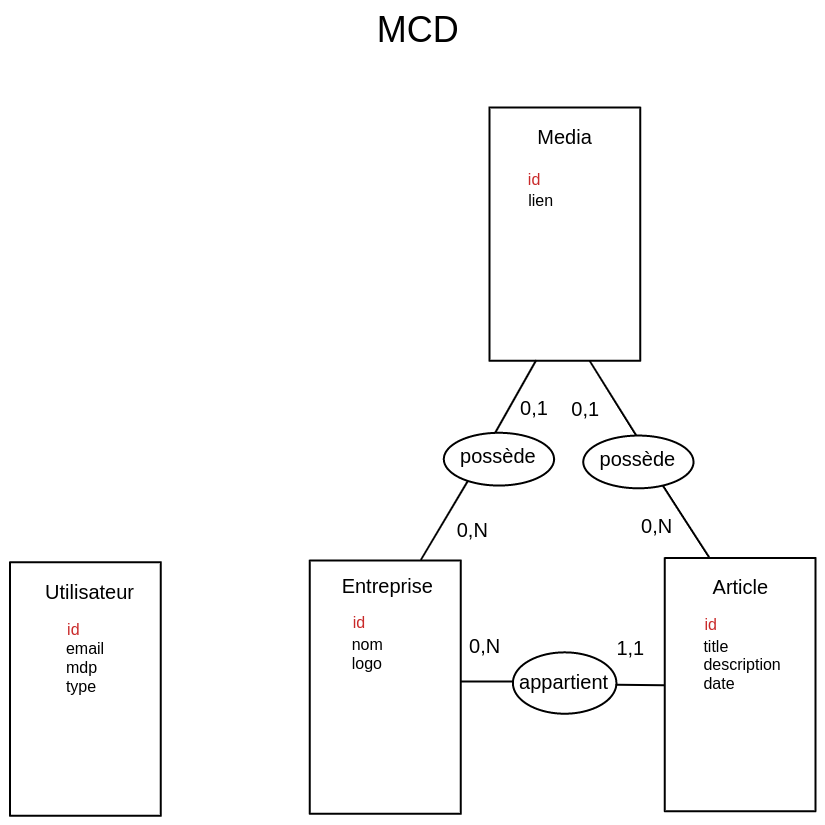 MCD
Media
id
lien
0,1
0,1
possède
possède
0,N
0,N
Utilisateur
id
email
mdp
type
Entreprise
id
nom
logo
0,N
appartient
1,1
Article
id
title
description
date